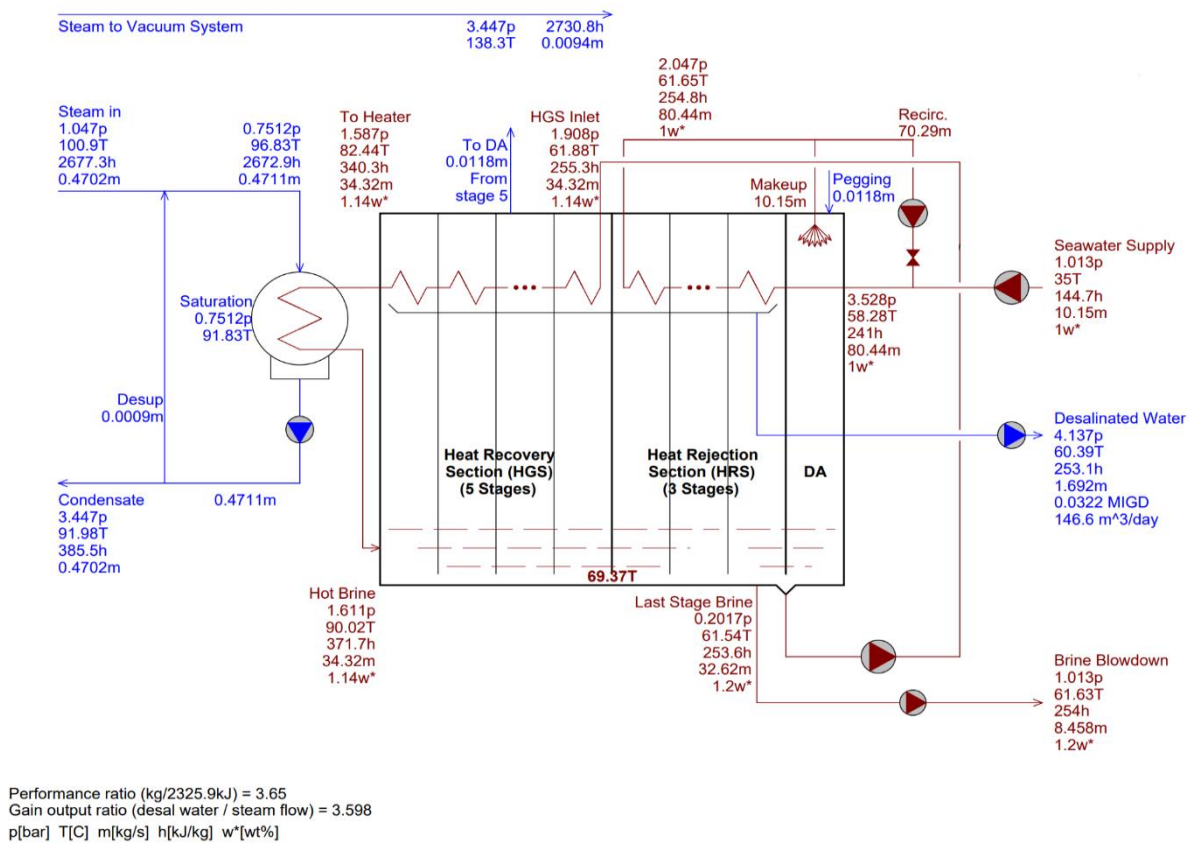 Steam to Vacuum System
3.447p 2730.8h
138.3T 0.0094m
Steam in
1.047p
100.9T
2677.3h
0.4702m
0.7512p
96.83T
2672.9h
0.4711m
To Heater
1.587p
82.44T
340.3h
34.32m
1.14w*
To DA
0.0118m
From
stage 5
HGS Inlet
1.908p
61.88T
255.3h
34.32m
1.14w*
2.047p
61.65T
254.8h
80.44m
1w*
Recirc.
70.29m
Makeup
10.15m
Pegging
0.0118m
Seawater Supply
1.013p
35T
144.7h
10.15m
1w*
3.528p
58.28T
241h
80.44m
1w*
Saturation
0.7512p
91.83T
Desup
0.0009m
Condensate
3.447p
91.98T
385.5h
0.4702m
0.4711m
Heat Recovery
Section (HGS)
(5 Stages)
Heat Rejection
Section (HRS)
(3 Stages)
DA
Desalinated Water
4.137p
60.39T
253.1h
1.692m
0.0322 MIGD
146.6 m^3/day
69.37T
Hot Brine
1.611p
90.02T
371.7h
34.32m
1.14w*
Last Stage Brine
0.2017p
61.54T
253.6h
32.62m
1.2w*
Brine Blowdown
1.013p
61.63T
254h
8.458m
1.2w*
Performance ratio (kg/2325.9kJ) = 3.65
Gain output ratio (desal water / steam flow) = 3.598
p[bar] T[C] m[kg/s] h[kJ/kg] w*[wt%]